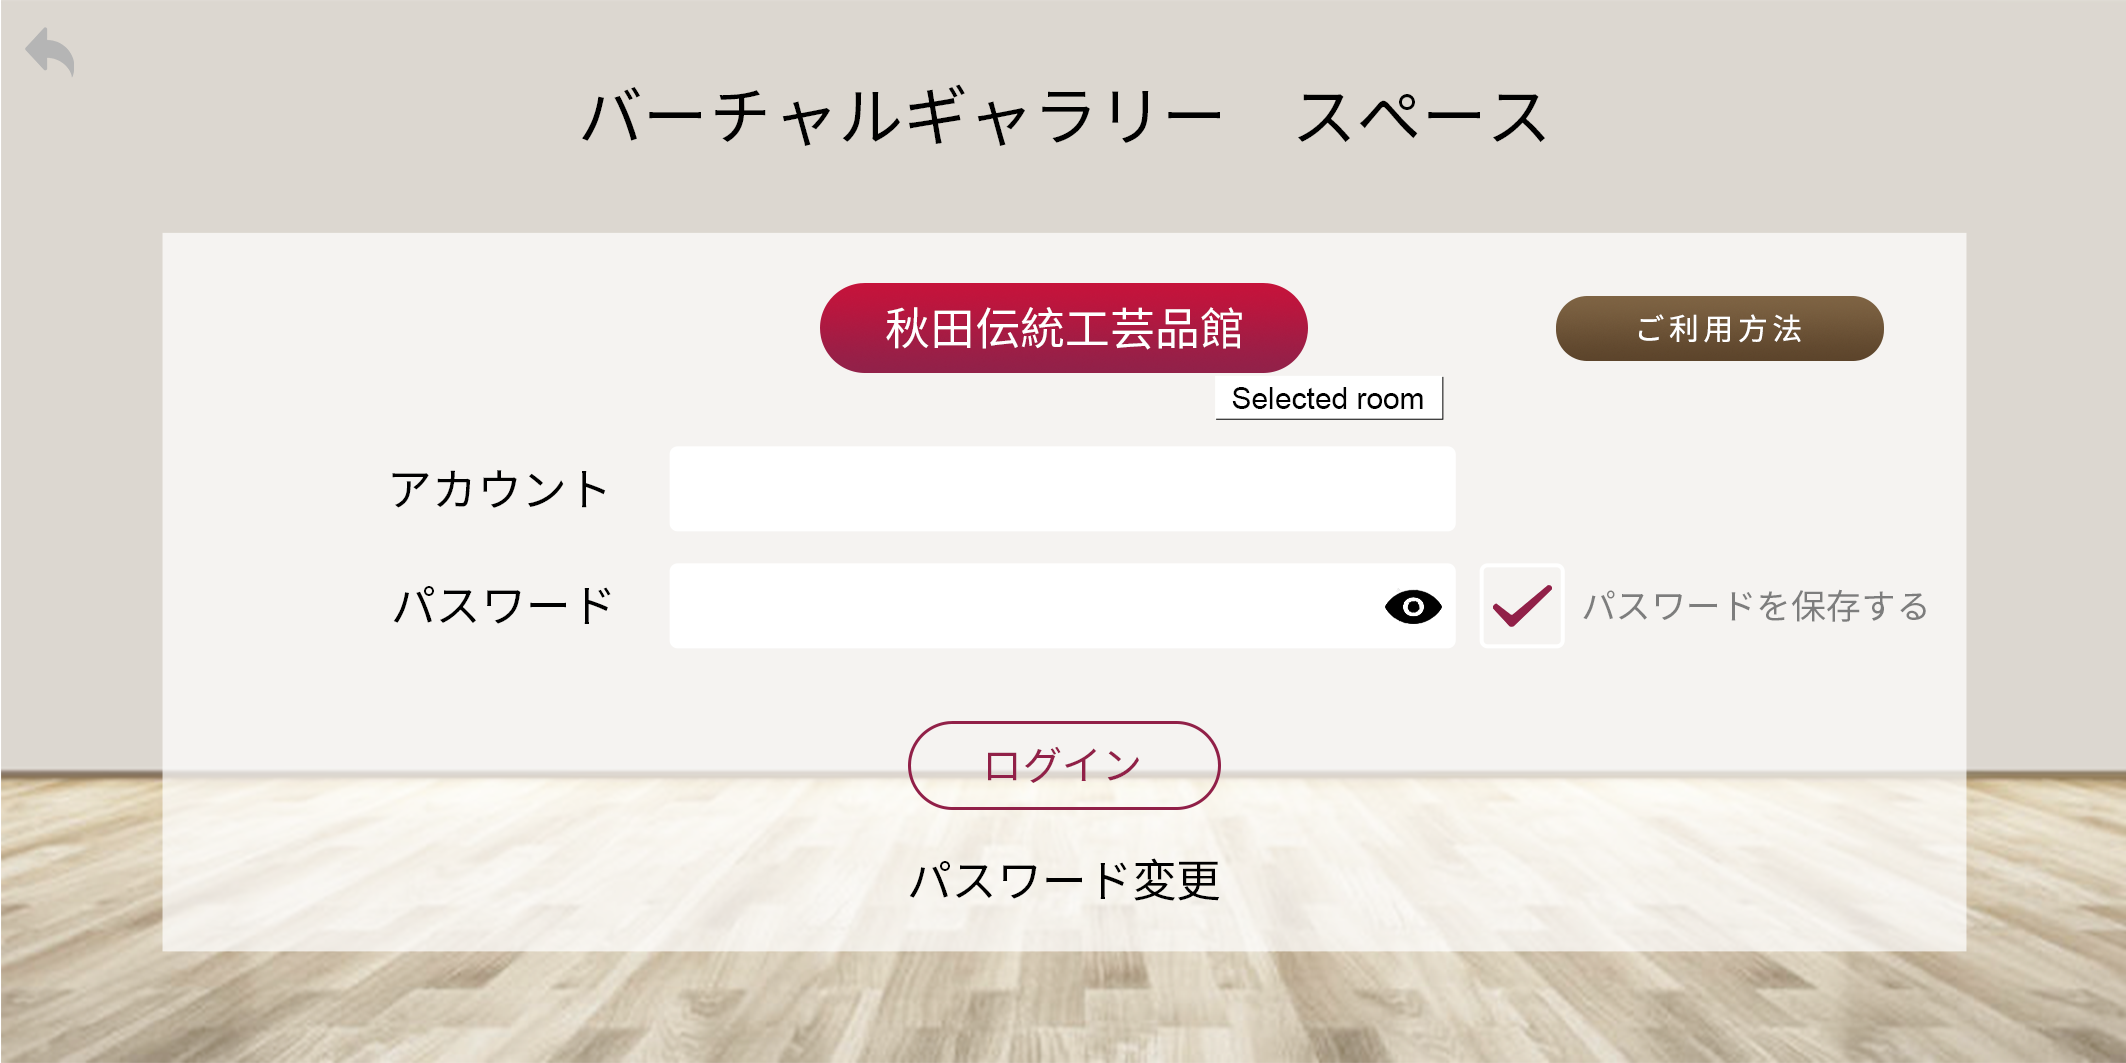 バーチャルギャラリー　スペース
秋田伝統工芸品館
ご利用方法
Selected room
アカウント
パスワード
パスワードを保存する
ログイン
パスワード変更